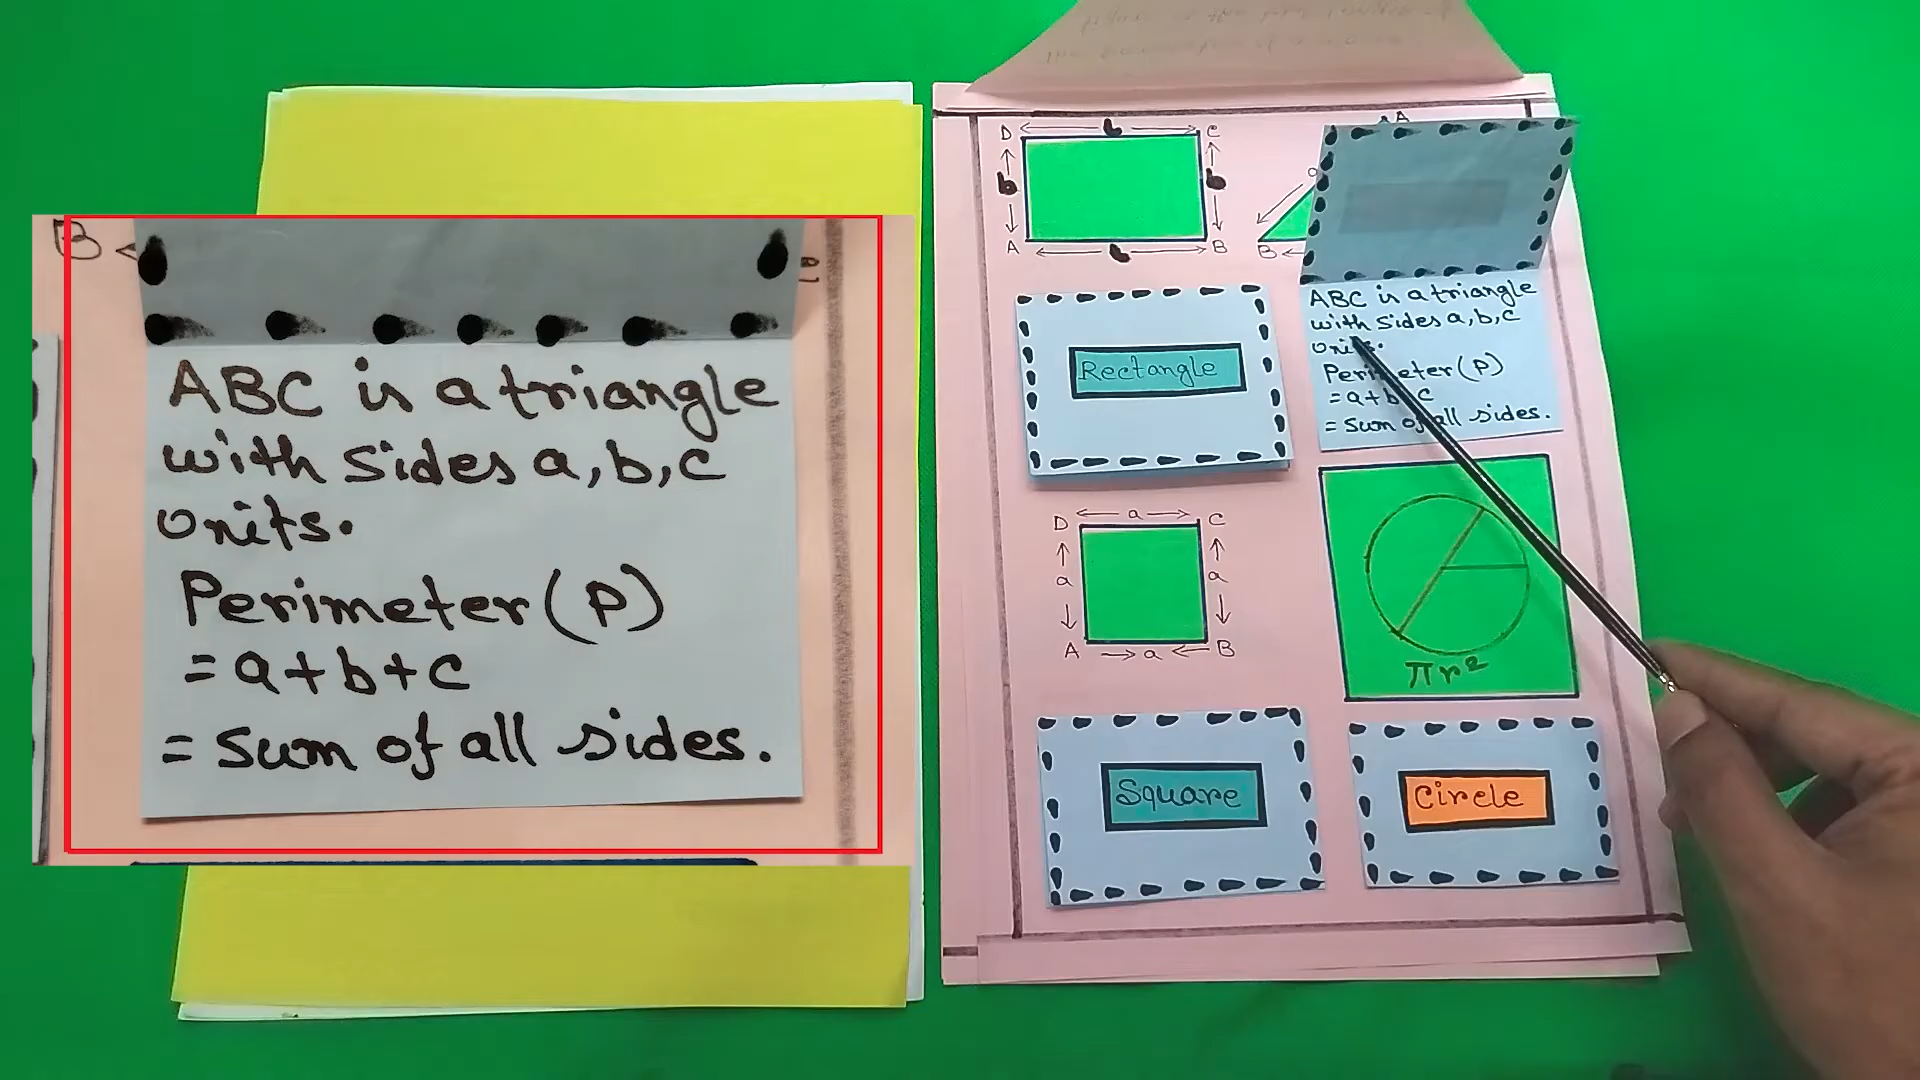 B
ABC is a triangle
with sides a, b, c
units.
Perimeter (P)
= a + b + c
= sum of all sides.
D b C
b b
A B
A
a
B
ABC is a triangle
with sides a, b, c
units.
Perimeter (P)
= a + b + c
= sum of all sides.
Rectangle
D a C
a a
A a B
πr²
Square
Circle